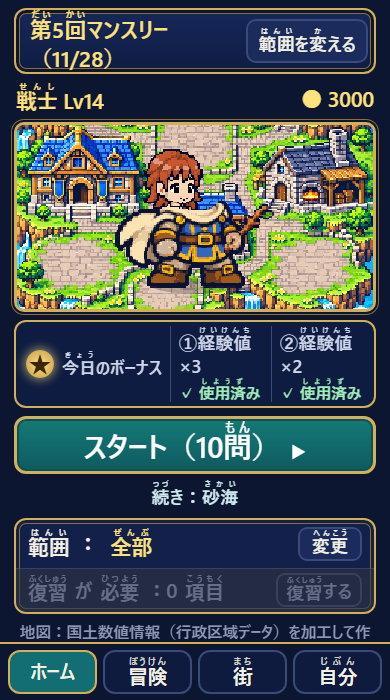 第5回マンスリー
（11/28）
範囲を変える
戦士 Lv14
3000
今日のボーナス
①経験値
×3
✓ 使用済み
②経験値
×2
✓ 使用済み
スタート（10問） ▶
続き：砂海
範囲 ： 全部
変更
復習 が 必要 ：0 項目
復習する
地図：国土数値情報（行政区域データ）を加工して作
ホーム
冒険
街
自分